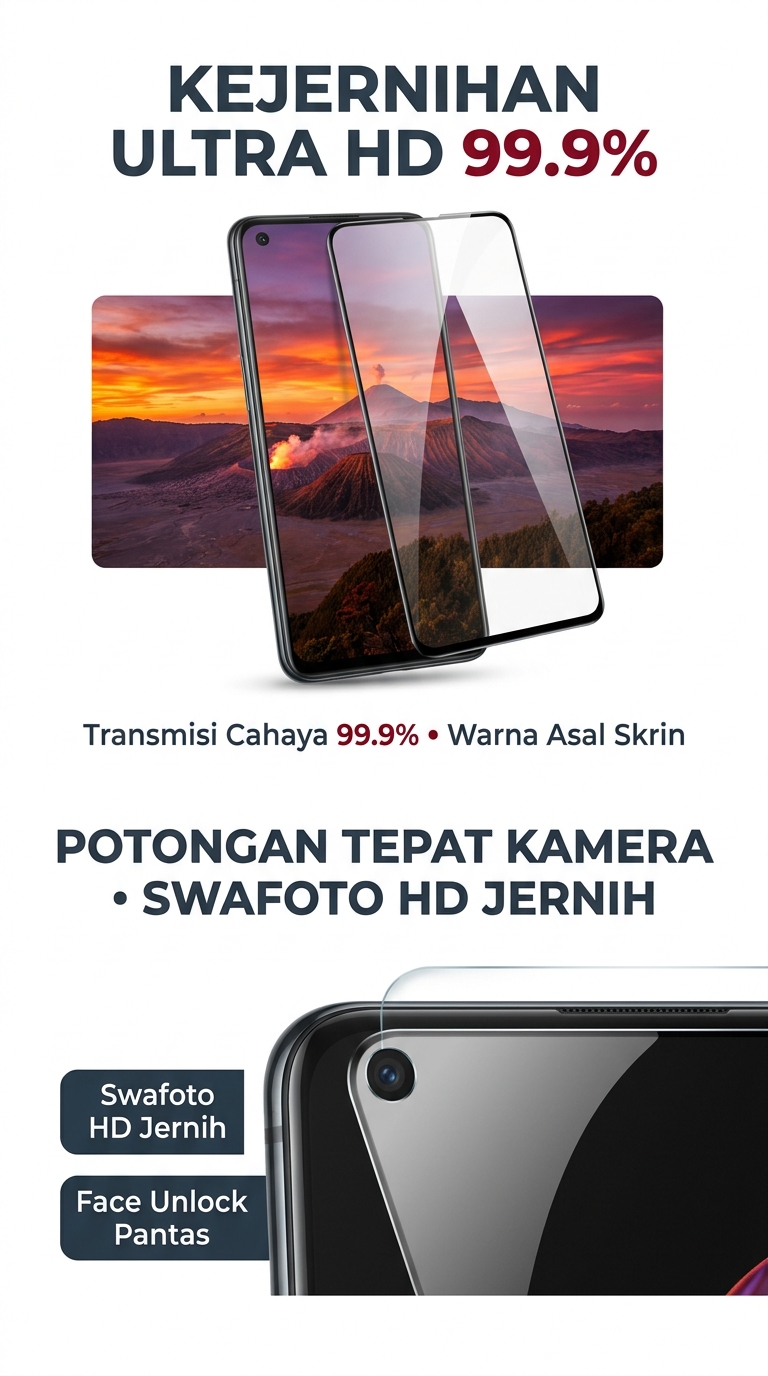 KEJERNIHAN
ULTRA HD 99.9%
Transmisi Cahaya 99.9% • Warna Asal Skrin
POTONGAN TEPAT KAMERA
• SWAFOTO HD JERNIH
Swafoto
HD Jernih
Face Unlock
Pantas